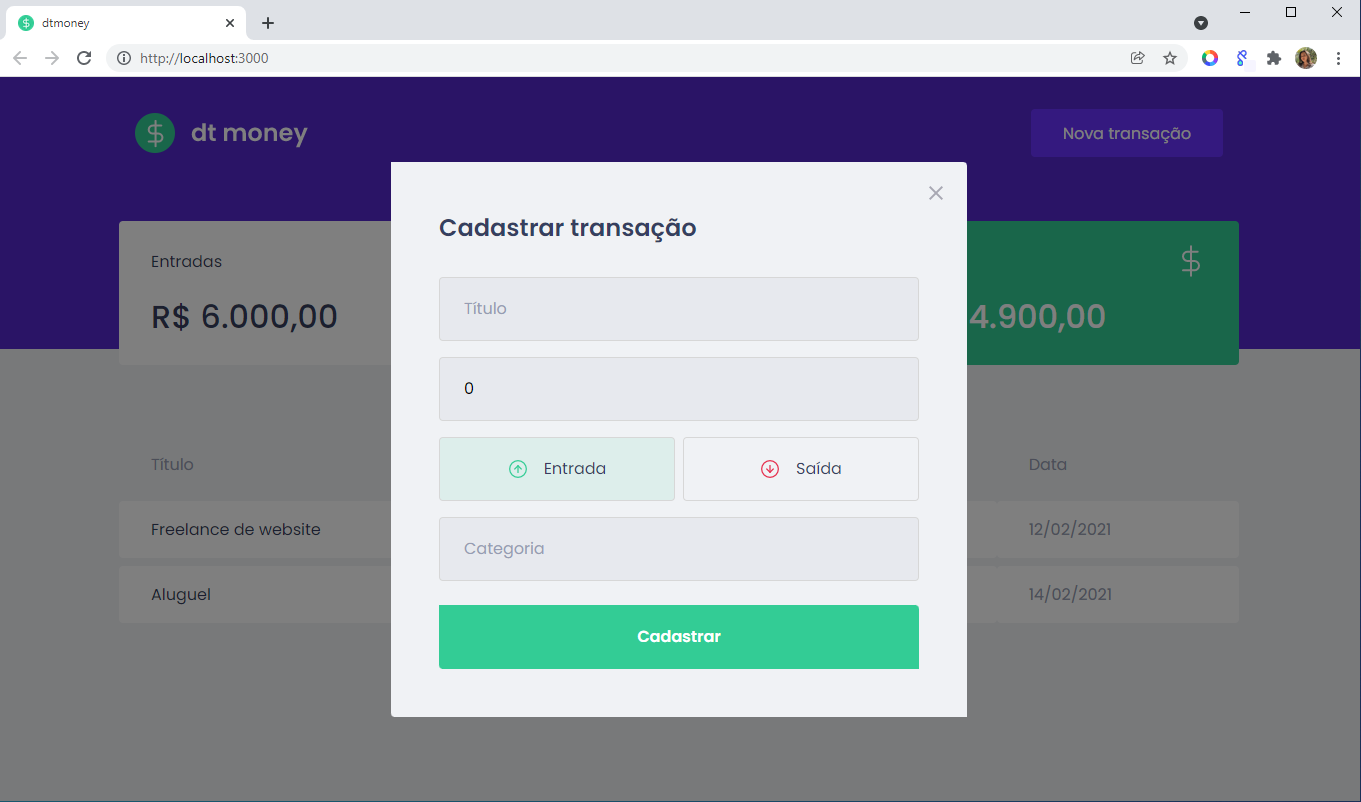 dtmoney
http://localhost:3000
dt money
Nova transação
Cadastrar transação
Entradas
R$ 6.000,00
4.900,00
Título
0
Entrada
Saída
Categoria
Cadastrar
Título
Data
Freelance de website
12/02/2021
Aluguel
14/02/2021